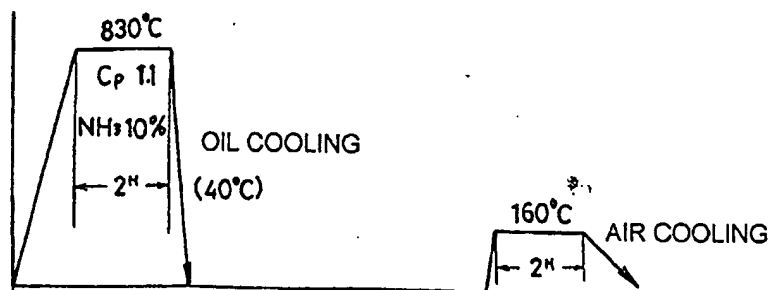 830°C
Cp 1.1
NH3 10%
2H
OIL COOLING
(40°C)
160°C
2H
AIR COOLING